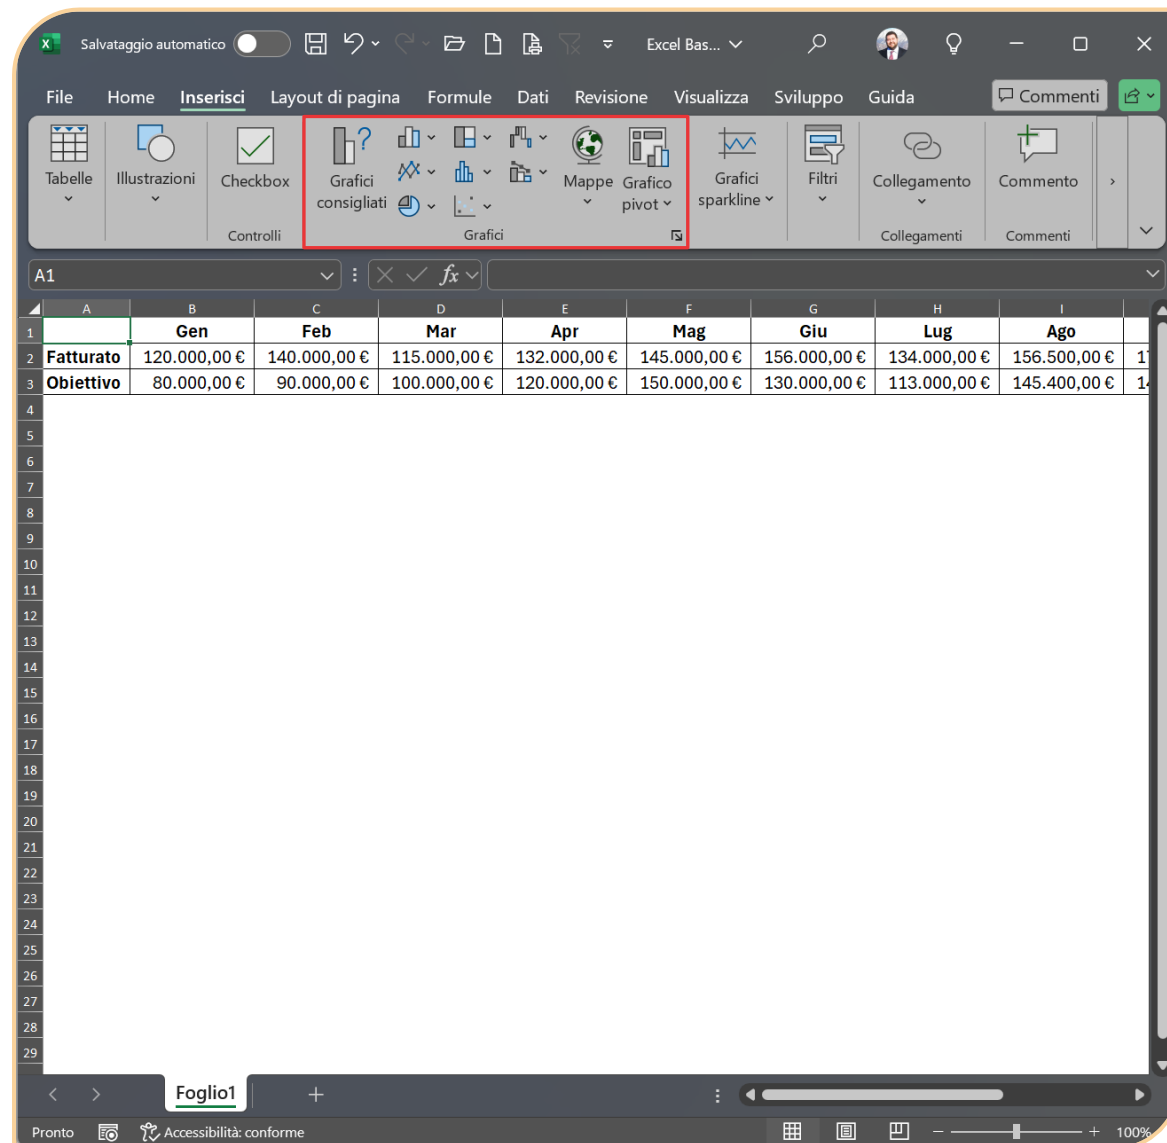 Salvataggio automatico Excel Bas...
File Home Inserisci Layout di pagina Formule Dati Revisione Visualizza Sviluppo Guida Commenti
Tabelle Illustrazioni Checkbox Grafici consigliati Mappe Grafico pivot Grafici sparkline Filtri Collegamento Commento
Controlli Grafici Collegamenti Commenti
A1 fx
A B C D E F G H I
1 Gen Feb Mar Apr Mag Giu Lug Ago
2 Fatturato 120.000,00 € 140.000,00 € 115.000,00 € 132.000,00 € 145.000,00 € 156.000,00 € 134.000,00 € 156.500,00 € 1
3 Obiettivo 80.000,00 € 90.000,00 € 100.000,00 € 120.000,00 € 150.000,00 € 130.000,00 € 113.000,00 € 145.400,00 € 14
4
5
6
7
8
9
10
11
12
13
14
15
16
17
18
19
20
21
22
23
24
25
26
27
28
29
Foglio1
Pronto Accessibilità: conforme 100%